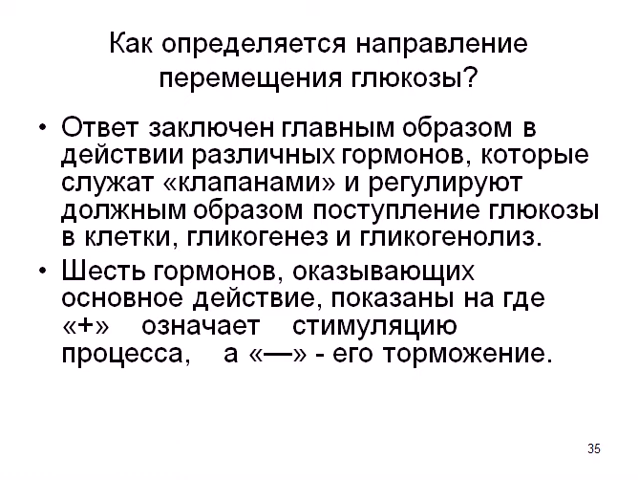 Как определяется направление
перемещения глюкозы?
• Ответ заключен главным образом в
действии различных гормонов, которые
служат «клапанами» и регулируют
должным образом поступление глюкозы
в клетки, гликогенез и гликогенолиз.
• Шесть гормонов, оказывающих
основное действие, показаны на где
«+» означает стимуляцию
процесса, а «—» - его торможение.
35